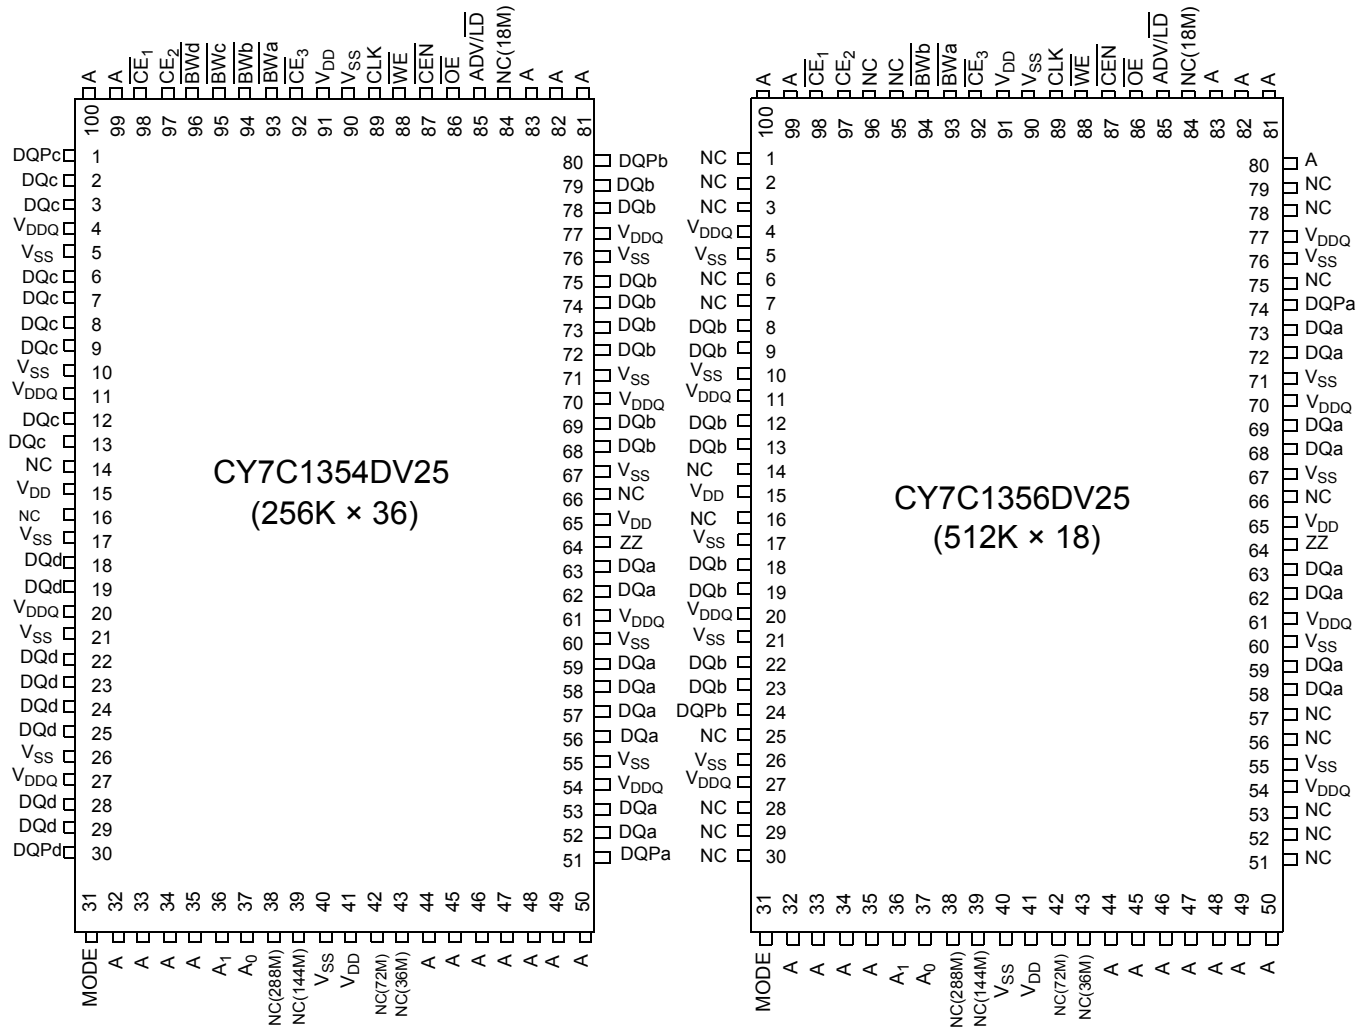 A A CE1 CE2 BWd BWc BWb BWa CE3 VDD VSS CLK WE CEN OE ADV/LD NC(18M) A A A
100 99 98 97 96 95 94 93 92 91 90 89 88 87 86 85 84 83 82 81
DQPc 1
DQc 2
DQc 3
VDDQ 4
VSS 5
DQc 6
DQc 7
DQc 8
DQc 9
VSS 10
VDDQ 11
DQc 12
DQc 13
NC 14
VDD 15
NC 16
VSS 17
DQd 18
DQd 19
VDDQ 20
VSS 21
DQd 22
DQd 23
DQd 24
DQd 25
VSS 26
VDDQ 27
DQd 28
DQd 29
DQPd 30
CY7C1354DV25
(256K × 36)
80 DQPb
79 DQb
78 DQb
77 VDDQ
76 VSS
75 DQb
74 DQb
73 DQb
72 DQb
71 VSS
70 VDDQ
69 DQb
68 DQb
67 VSS
66 NC
65 VDD
64 ZZ
63 DQa
62 DQa
61 VDDQ
60 VSS
59 DQa
58 DQa
57 DQa
56 DQa
55 VSS
54 VDDQ
53 DQa
52 DQa
51 DQPa
31 32 33 34 35 36 37 38 39 40 41 42 43 44 45 46 47 48 49 50
MODE A A A A A1 A0 NC(288M) NC(144M) VSS VDD NC(72M) NC(36M) A A A A A A A
A A CE1 CE2 NC NC BWb BWa CE3 VDD VSS CLK WE CEN OE ADV/LD NC(18M) A A A
100 99 98 97 96 95 94 93 92 91 90 89 88 87 86 85 84 83 82 81
NC 1
NC 2
NC 3
VDDQ 4
VSS 5
NC 6
NC 7
DQb 8
DQb 9
VSS 10
VDDQ 11
DQb 12
DQb 13
NC 14
VDD 15
NC 16
VSS 17
DQb 18
DQb 19
VDDQ 20
VSS 21
DQb 22
DQb 23
DQPb 24
NC 25
VSS 26
VDDQ 27
NC 28
NC 29
NC 30
CY7C1356DV25
(512K × 18)
80 A
79 NC
78 NC
77 VDDQ
76 VSS
75 NC
74 DQPa
73 DQa
72 DQa
71 VSS
70 VDDQ
69 DQa
68 DQa
67 VSS
66 NC
65 VDD
64 ZZ
63 DQa
62 DQa
61 VDDQ
60 VSS
59 DQa
58 DQa
57 NC
56 NC
55 VSS
54 VDDQ
53 NC
52 NC
51 NC
31 32 33 34 35 36 37 38 39 40 41 42 43 44 45 46 47 48 49 50
MODE A A A A A1 A0 NC(288M) NC(144M) VSS VDD NC(72M) NC(36M) A A A A A A A